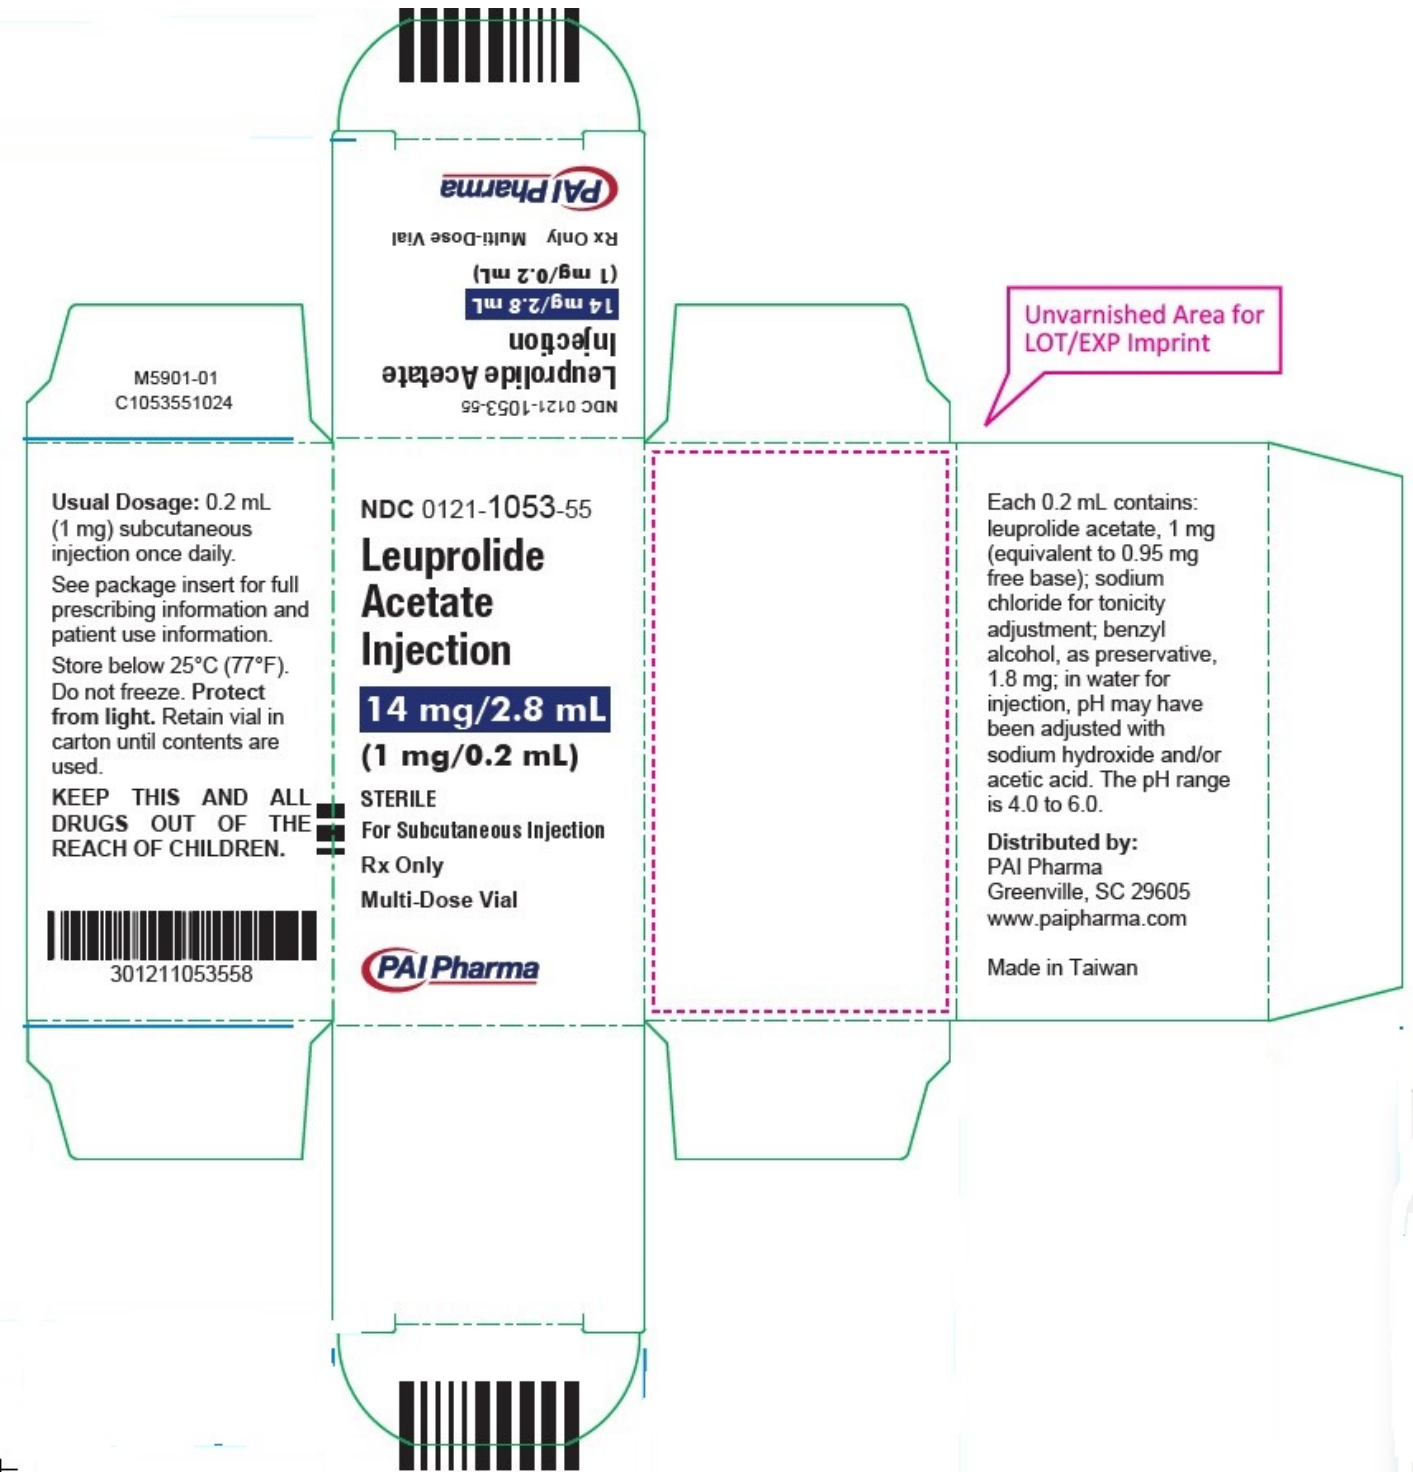 PAI Pharma
Rx Only Multi-Dose Vial
(1 mg/0.2 mL)
14 mg/2.8 mL
Injection
Leuprolide Acetate
NDC 0121-1053-55
Unvarnished Area for
LOT/EXP Imprint
M5901-01
C1053551024
Usual Dosage: 0.2 mL
(1 mg) subcutaneous
injection once daily.
See package insert for full
prescribing information and
patient use information.
Store below 25°C (77°F).
Do not freeze. Protect
from light. Retain vial in
carton until contents are
used.
KEEP THIS AND ALL
DRUGS OUT OF THE
REACH OF CHILDREN.
301211053558
NDC 0121-1053-55
Leuprolide
Acetate
Injection
14 mg/2.8 mL
(1 mg/0.2 mL)
STERILE
For Subcutaneous Injection
Rx Only
Multi-Dose Vial
PAI Pharma
Each 0.2 mL contains:
leuprolide acetate, 1 mg
(equivalent to 0.95 mg
free base); sodium
chloride for tonicity
adjustment; benzyl
alcohol, as preservative,
1.8 mg; in water for
injection, pH may have
been adjusted with
sodium hydroxide and/or
acetic acid. The pH range
is 4.0 to 6.0.
Distributed by:
PAI Pharma
Greenville, SC 29605
www.paipharma.com
Made in Taiwan